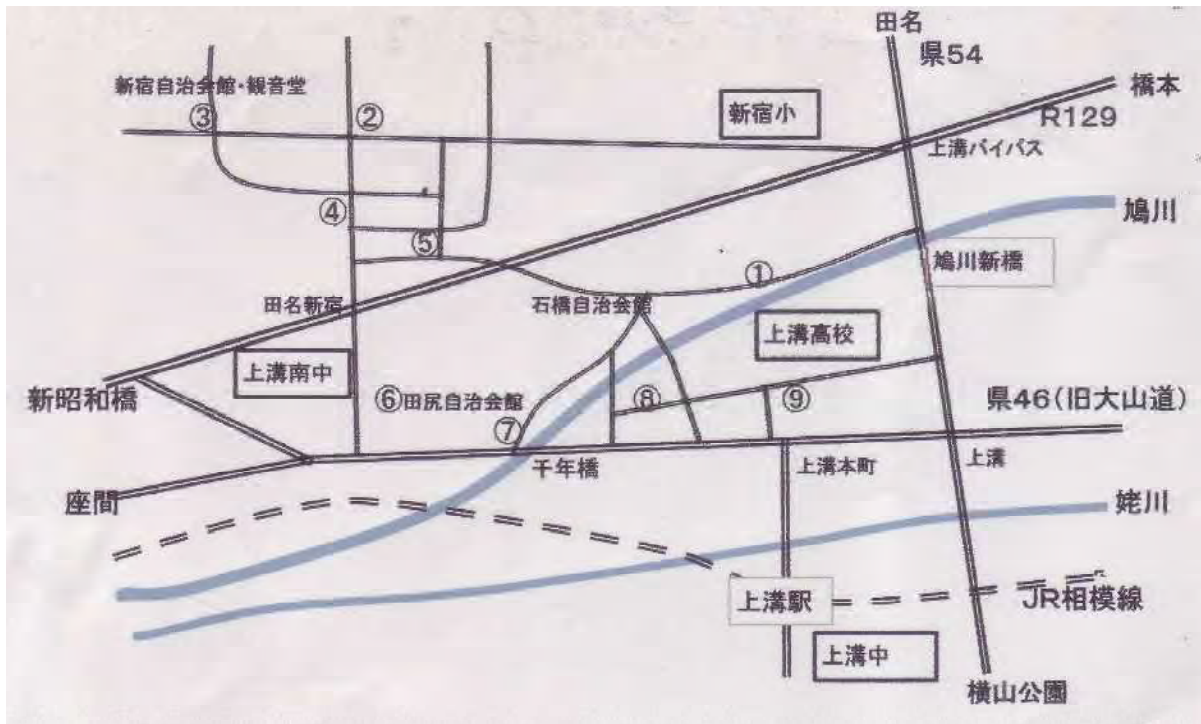 田名
県54
橋本
新宿自治会館・観音堂
新宿小
R129
③
②
上溝バイパス
鳩川
④
⑤
鳩川新橋
①
田名新宿
石橋自治会館
上溝高校
上溝南中
新昭和橋
⑥田尻自治会館
⑧
⑨
県46(旧大山道)
⑦
千年橋
上溝本町
上溝
座間
姥川
上溝駅
JR相模線
上溝中
横山公園